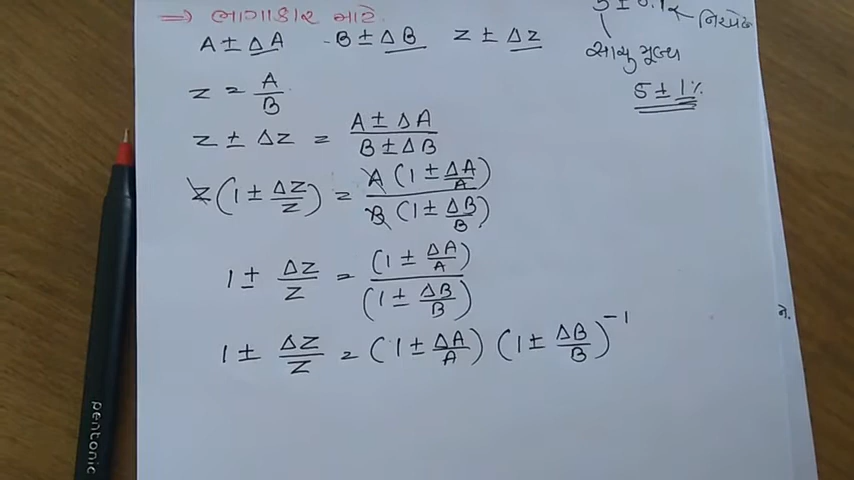 ⇒ ભાગાકાર માટે.
A ± ΔA  B ± ΔB  Z ± ΔZ
Z = A/B
Z ± ΔZ = (A ± ΔA)/(B ± ΔB)
Z(1 ± ΔZ/Z) = A(1 ± ΔA/A)/B(1 ± ΔB/B)
1 ± ΔZ/Z = (1 ± ΔA/A)/(1 ± ΔB/B)
1 ± ΔZ/Z = (1 ± ΔA/A)(1 ± ΔB/B)⁻¹
મૂલ્ય
5 ± 1%
pentonic